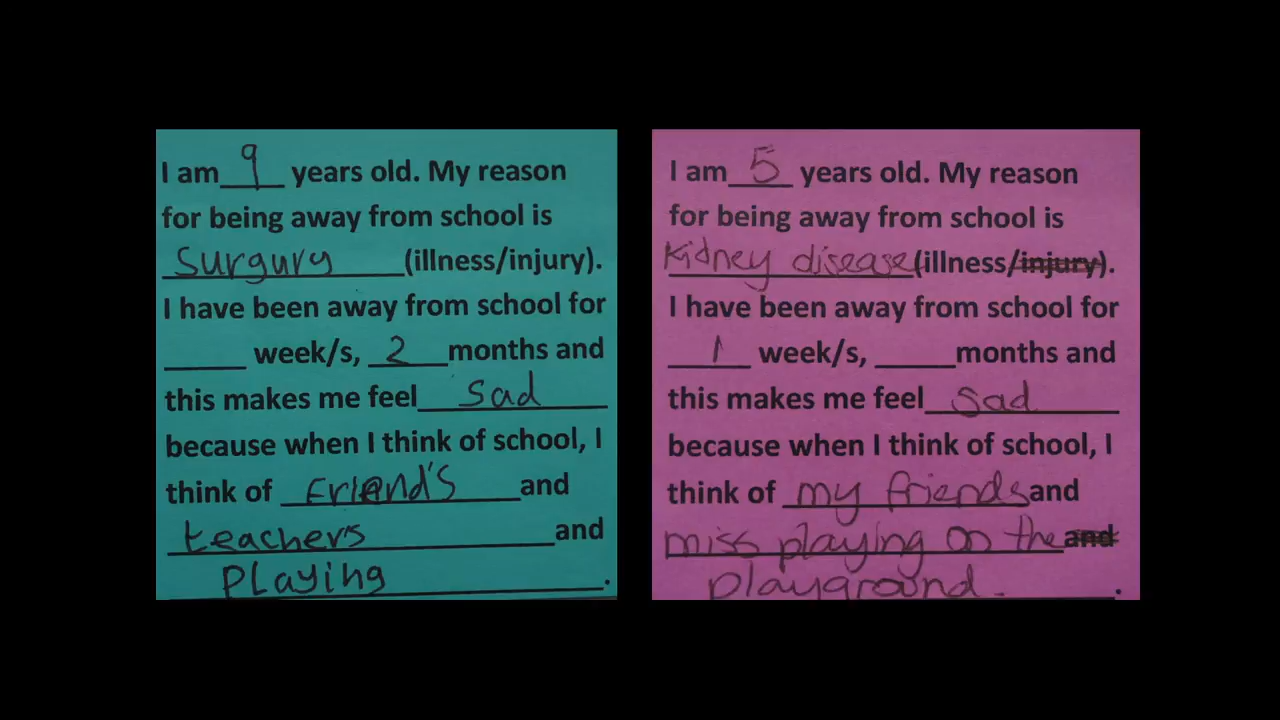 I am 9 years old. My reason
for being away from school is
Surgury (illness/injury).
I have been away from school for
week/s, 2 months and
this makes me feel Sad
because when I think of school, I
think of Friend's and
teachers and
PLaying.
I am 5 years old. My reason
for being away from school is
Kidney disease (illness/injury).
I have been away from school for
1 week/s, months and
this makes me feel sad
because when I think of school, I
think of my friends and
miss playing on the and
playground. .